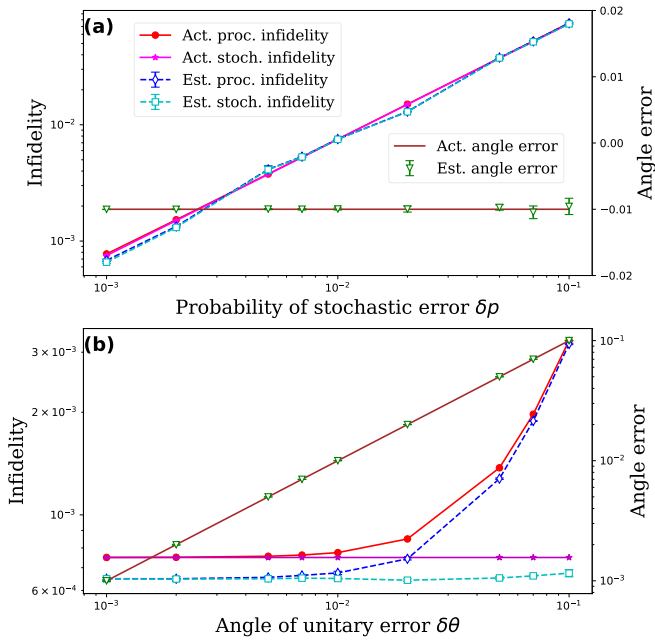 (a)
Act. proc. infidelity
Act. stoch. infidelity
Est. proc. infidelity
Est. stoch. infidelity
Act. angle error
Est. angle error
Infidelity
10⁻²
10⁻³
Angle error
0.02
0.01
0.00
−0.01
−0.02
10⁻³
10⁻²
10⁻¹
Probability of stochastic error δp
(b)
Infidelity
3 × 10⁻³
2 × 10⁻³
10⁻³
6 × 10⁻⁴
Angle error
10⁻¹
10⁻²
10⁻³
10⁻³
10⁻²
10⁻¹
Angle of unitary error δθ